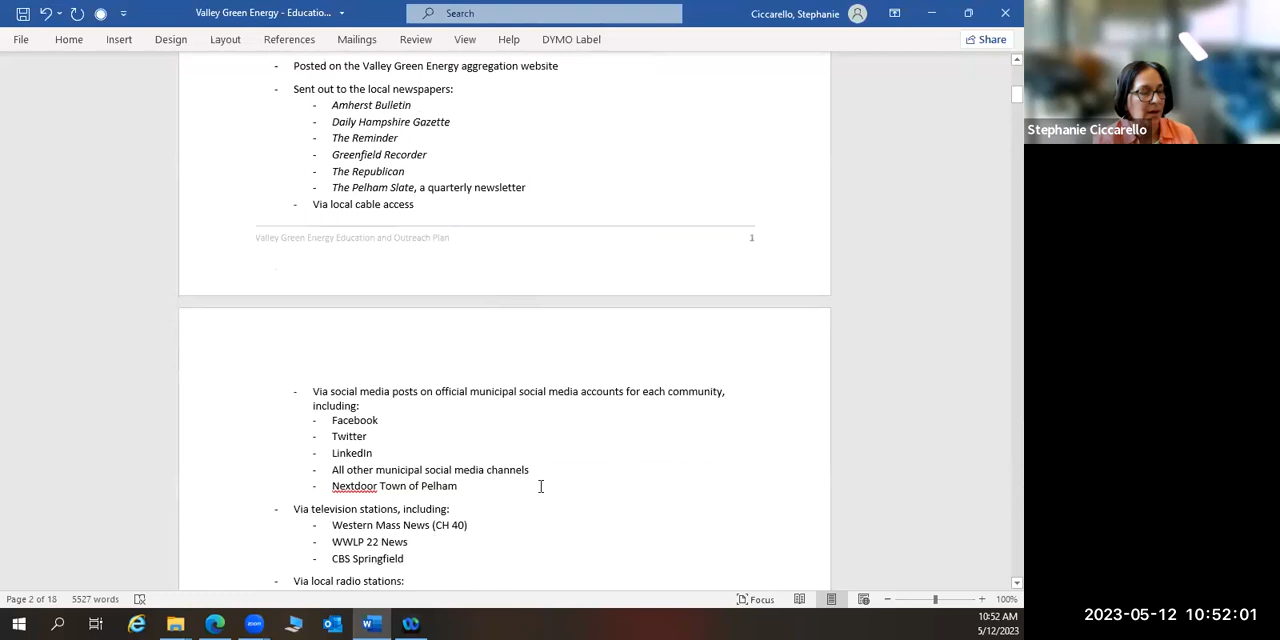 Valley Green Energy - Educatio...
Search
Ciccarello, Stephanie
File Home Insert Design Layout References Mailings Review View Help DYMO Label
Share
- Posted on the Valley Green Energy aggregation website
- Sent out to the local newspapers:
- Amherst Bulletin
- Daily Hampshire Gazette
- The Reminder
- Greenfield Recorder
- The Republican
- The Pelham Slate, a quarterly newsletter
- Via local cable access
Valley Green Energy Education and Outreach Plan 1
- Via social media posts on official municipal social media accounts for each community,
including:
- Facebook
- Twitter
- LinkedIn
- All other municipal social media channels
- Nextdoor Town of Pelham
- Via television stations, including:
- Western Mass News (CH 40)
- WWLP 22 News
- CBS Springfield
- Via local radio stations:
Page 2 of 18 5527 words
Focus
100%
zoom
10:52 AM
5/12/2023
Stephanie Ciccarello
2023-05-12 10:52:01